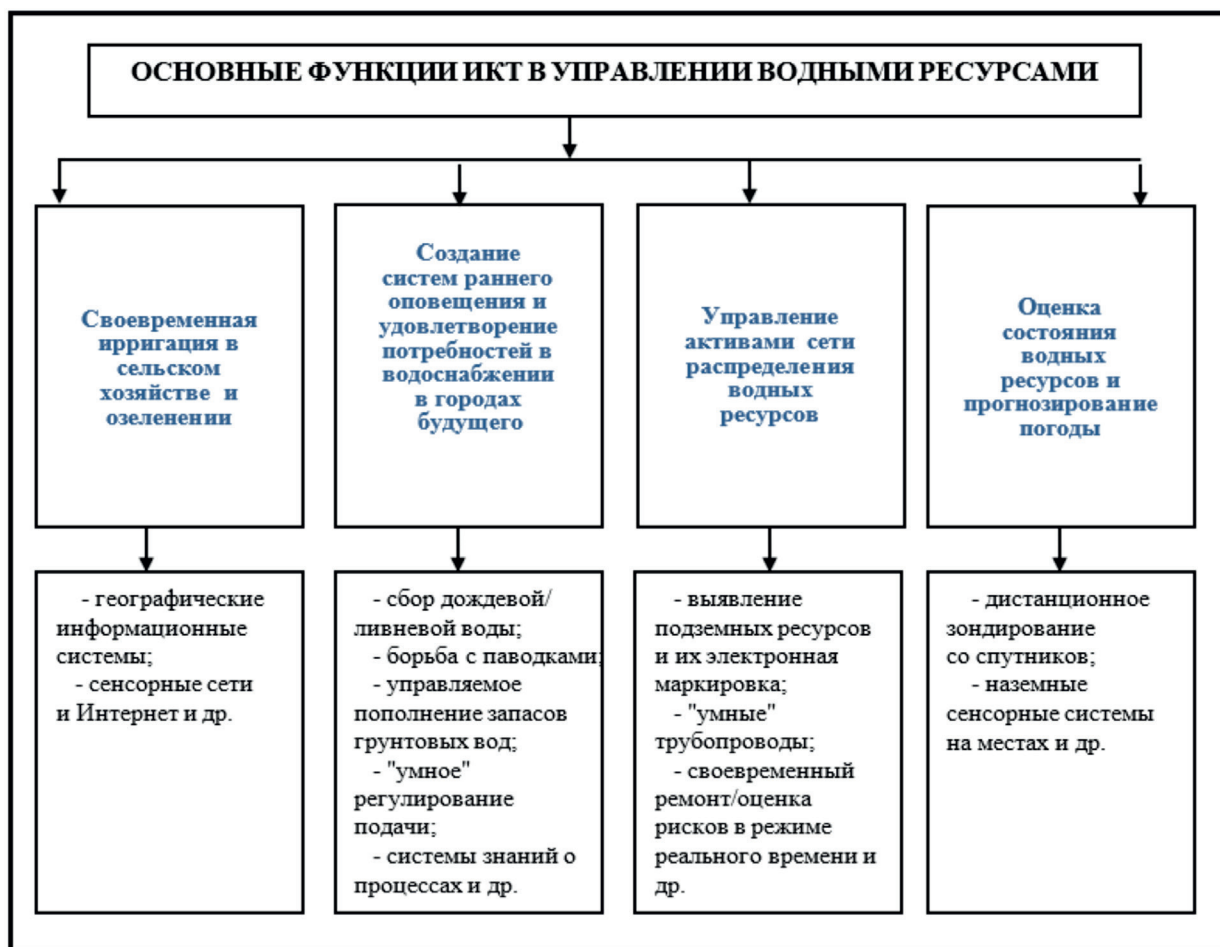 ОСНОВНЫЕ ФУНКЦИИ ИКТ В УПРАВЛЕНИИ ВОДНЫМИ РЕСУРСАМИ
Своевременная
ирригация в
сельском
хозяйстве и
озеленении
Создание
систем раннего
оповещения и
удовлетворение
потребностей в
водоснабжении
в городах
будущего
Управление
активами сети
распределения
водных
ресурсов
Оценка
состояния
водных
ресурсов и
прогнозирование
погоды
- географические
информационные
системы;
- сенсорные сети
и Интернет и др.
- сбор дождевой/
ливневой воды;
- борьба с паводками;
- управляемое
пополнение запасов
грунтовых вод;
- "умное"
регулирование
подачи;
- системы знаний о
процессах и др.
- выявление
подземных ресурсов
и их электронная
маркировка;
- "умные"
трубопроводы;
- своевременный
ремонт/оценка
рисков в режиме
реального времени и
др.
- дистанционное
зондирование
со спутников;
- наземные
сенсорные системы
на местах и др.